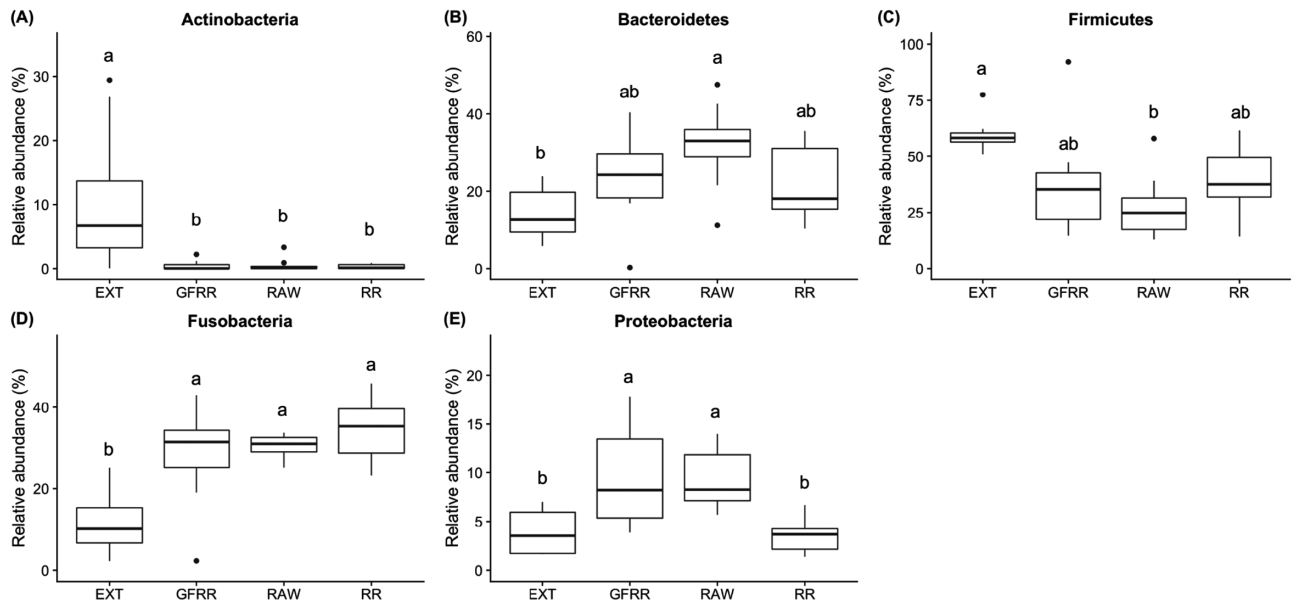 (A) Actinobacteria
Relative abundance (%)
30
20
10
0
a
b
b
b
EXT GFRR RAW RR
(B) Bacteroidetes
Relative abundance (%)
60
40
20
0
b
ab
a
ab
EXT GFRR RAW RR
(C) Firmicutes
Relative abundance (%)
100
75
50
25
0
a
ab
b
ab
EXT GFRR RAW RR
(D) Fusobacteria
Relative abundance (%)
40
20
0
b
a
a
a
EXT GFRR RAW RR
(E) Proteobacteria
Relative abundance (%)
20
15
10
5
0
b
a
a
b
EXT GFRR RAW RR